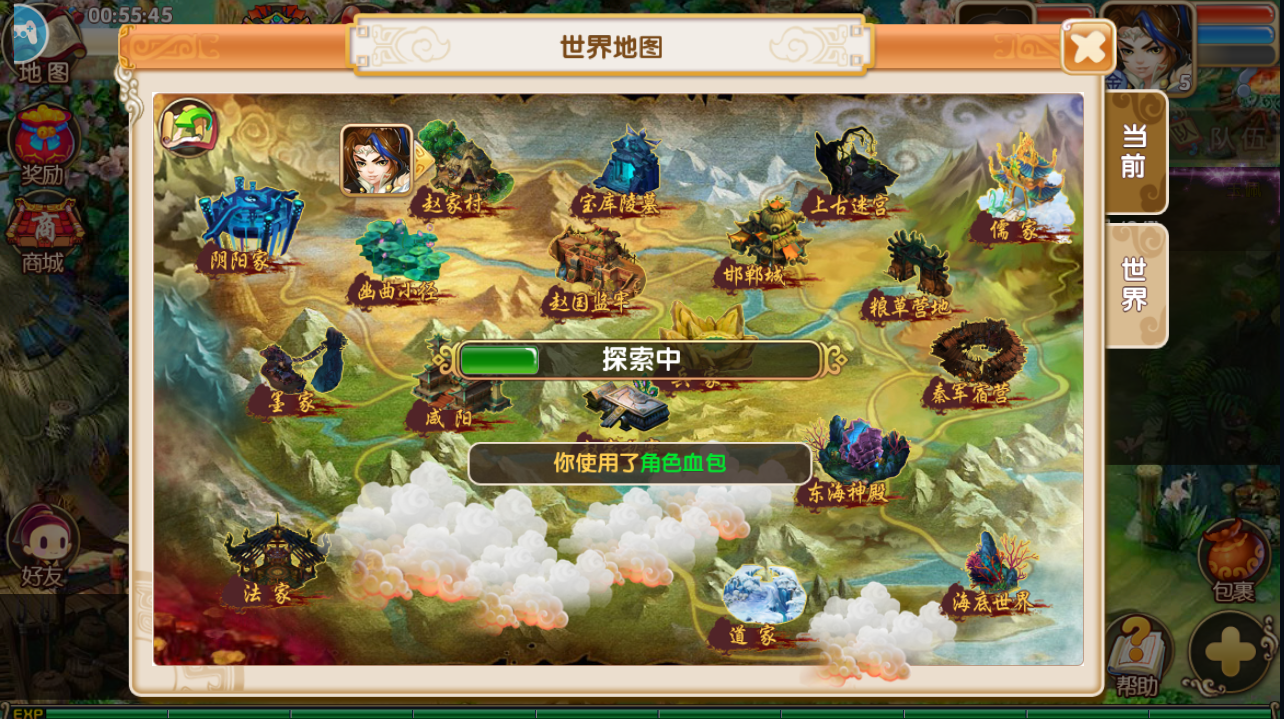 00:55:45
世界地图
5
地图
当前
队伍
奖励
赵家村
宝库陵墓
上古迷宫
儒家
商
商城
阴阳家
幽曲小径
赵国监牢
邯郸城
粮草营地
世界
探索中
墨家
咸阳
秦军宿营
你使用了角色血包
东海神殿
好友
法家
道家
海底世界
包裹
帮助
EXP